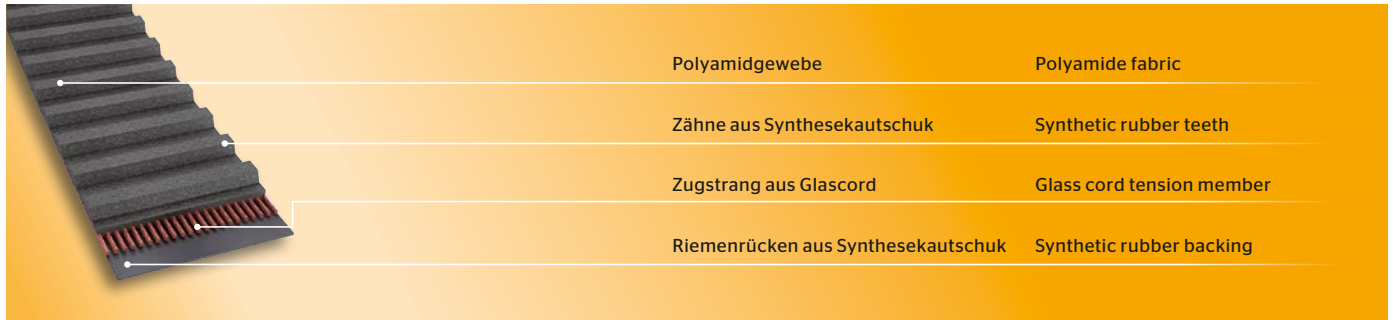 Polyamidgewebe Polyamide fabric
Zähne aus Synthesekautschuk Synthetic rubber teeth
Zugstrang aus Glascord Glass cord tension member
Riemenrücken aus Synthesekautschuk Synthetic rubber backing